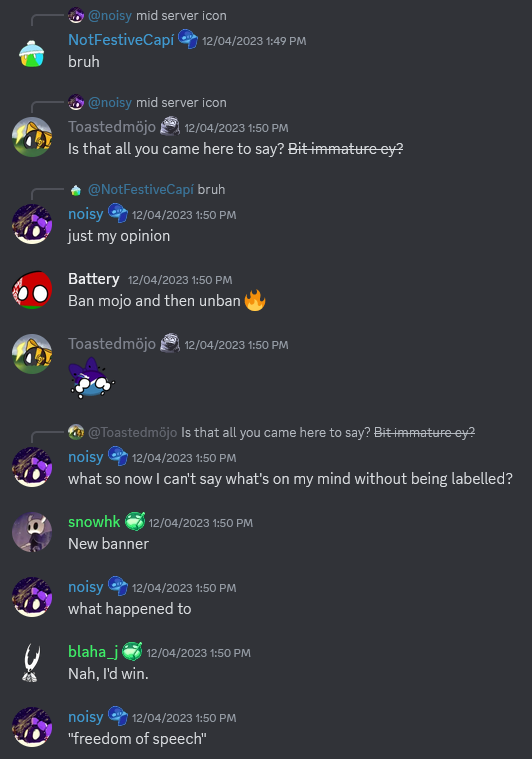 @noisy mid server icon
NotFestiveCapí 12/04/2023 1:49 PM
bruh
@noisy mid server icon
Toastedmöjo 12/04/2023 1:50 PM
Is that all you came here to say? Bit immature ey?
@NotFestiveCapí bruh
noisy 12/04/2023 1:50 PM
just my opinion
Battery 12/04/2023 1:50 PM
Ban mojo and then unban 🔥
Toastedmöjo 12/04/2023 1:50 PM
@Toastedmöjo Is that all you came here to say? Bit immature ey?
noisy 12/04/2023 1:50 PM
what so now I can't say what's on my mind without being labelled?
snowhk 12/04/2023 1:50 PM
New banner
noisy 12/04/2023 1:50 PM
what happened to
blaha_j 12/04/2023 1:50 PM
Nah, I'd win.
noisy 12/04/2023 1:50 PM
"freedom of speech"